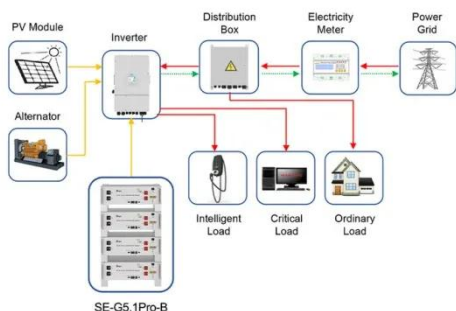 PV Module
Inverter
Distribution
Box
Electricity
Meter
Power
Grid
Alternator
Intelligent
Load
Critical
Load
Ordinary
Load
SE-G5.1Pro-B